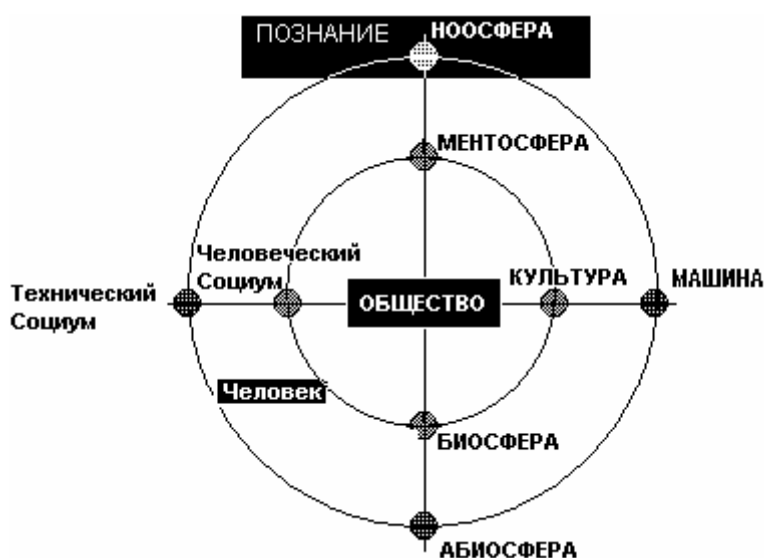 ПОЗНАНИЕ НООСФЕРА
МЕНТОСФЕРА
Человеческий
Социум
КУЛЬТУРА
МАШИНА
Технический
Социум
ОБЩЕСТВО
Человек
БИОСФЕРА
АБИОСФЕРА